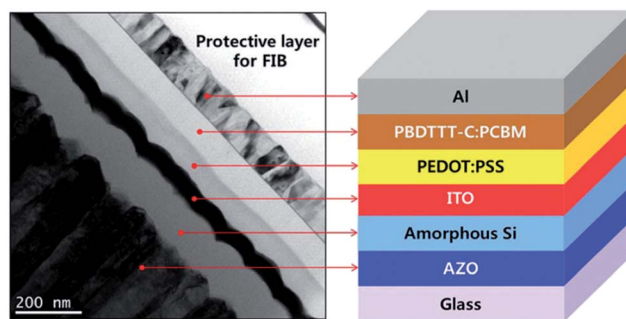 Protective layer
for FIB
200 nm
Al
PBDTTT-C:PCBM
PEDOT:PSS
ITO
Amorphous Si
AZO
Glass